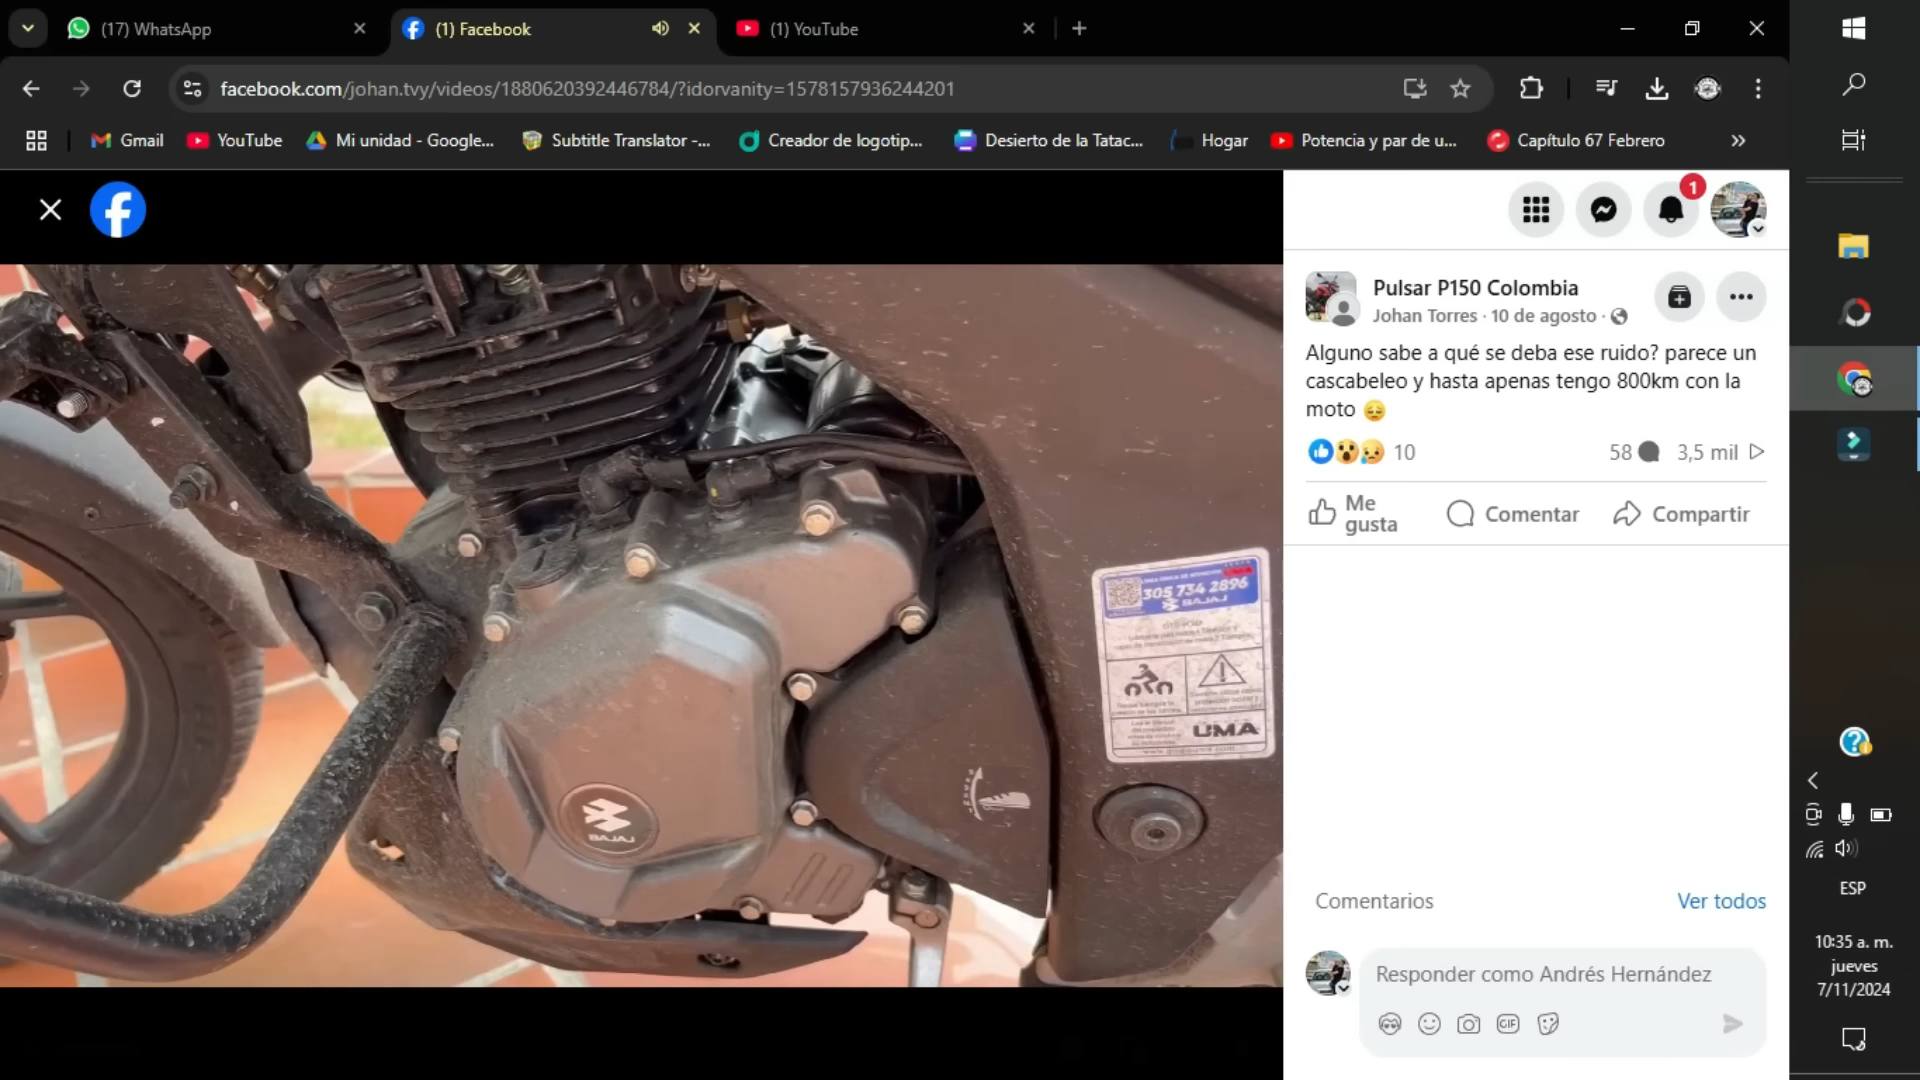 (17) WhatsApp
(1) Facebook
(1) YouTube
facebook.com/johan.tvy/videos/1880620392446784/?idorvanity=1578157936244201
Gmail
YouTube
Mi unidad - Google...
Subtitle Translator -...
Creador de logotip...
Desierto de la Tatac...
Hogar
Potencia y par de u...
Capítulo 67 Febrero
1
Pulsar P150 Colombia
Johan Torres · 10 de agosto ·
Alguno sabe a qué se deba ese ruido? parece un
cascabeleo y hasta apenas tengo 800km con la
moto 😔
10
58
3,5 mil
Me gusta
Comentar
Compartir
305 734 2896
BAJAJ
UMA
BAJAJ
Comentarios
Ver todos
Responder como Andrés Hernández
GIF
ESP
10:35 a. m.
jueves
7/11/2024